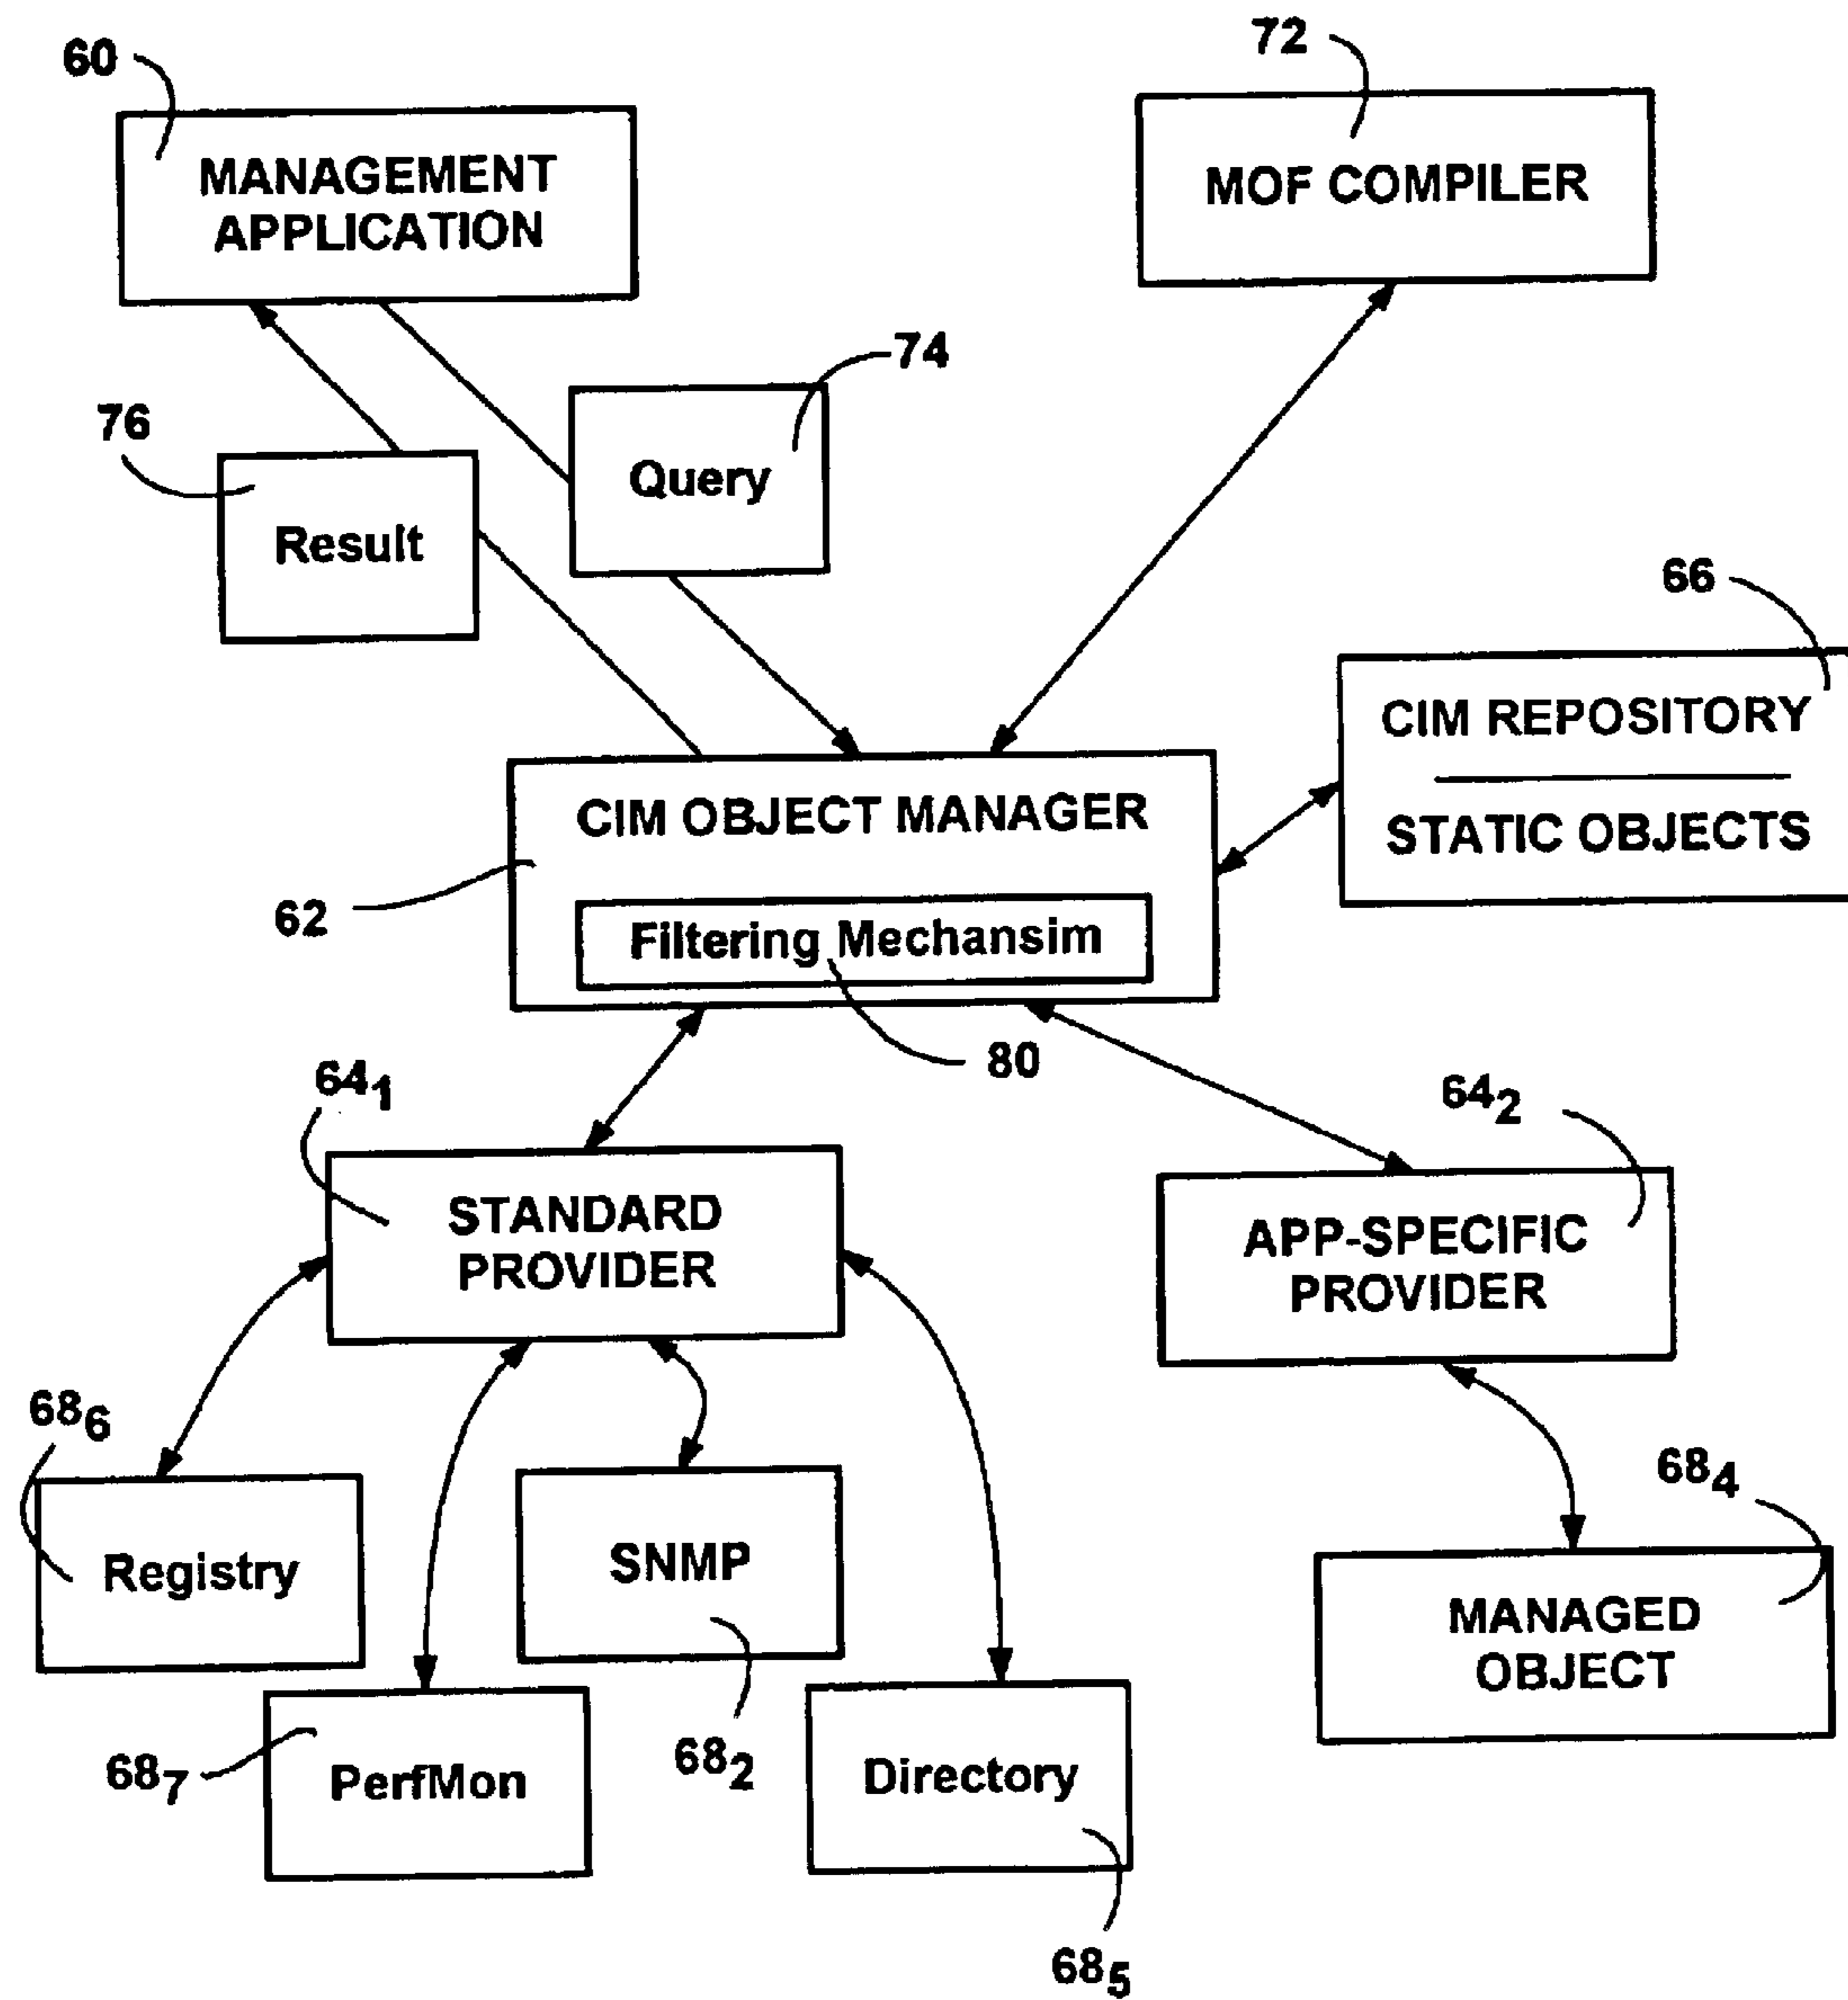 60
72
MANAGEMENT
APPLICATION
MOF COMPILER
74
76
Query
Result
66
CIM REPOSITORY
STATIC OBJECTS
CIM OBJECT MANAGER
62
Filtering Mechansim
80
64₁
64₂
STANDARD
PROVIDER
APP-SPECIFIC
PROVIDER
68₆
68₄
Registry
SNMP
MANAGED
OBJECT
68₇
PerfMon
68₂
Directory
68₅